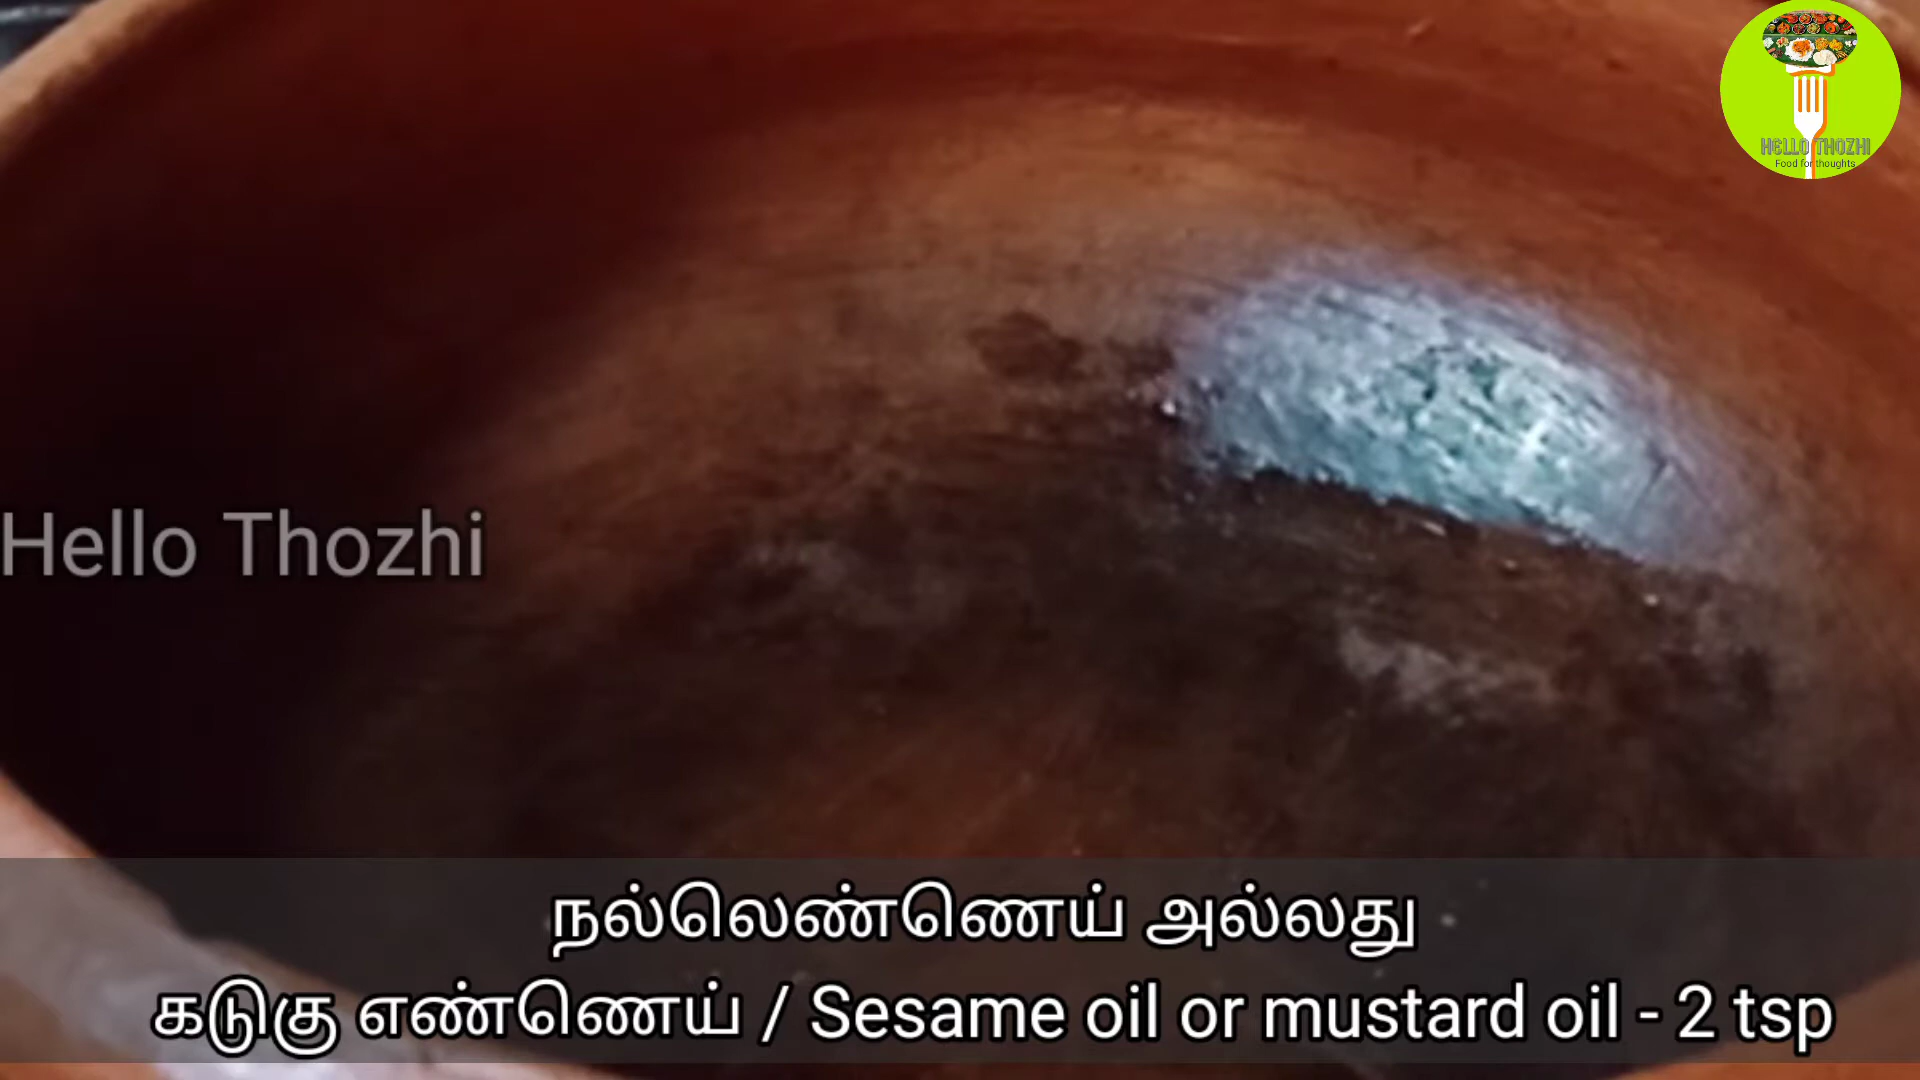 HELLO THOZHI
Food for thoughts
Hello Thozhi
நல்லெண்ணெய் அல்லது
கடுகு எண்ணெய் / Sesame oil or mustard oil - 2 tsp